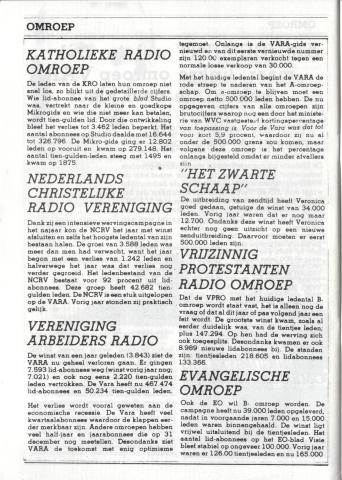 OMROEP
KATHOLIEKE RADIO
OMROEP
De leden van de KRO laten hun omroep niet
snel los, zo blijkt uit de gedetailleerde cijfers.
Wie lid-abonnee van het grote blad Studio
was, vertrekt naar de kleine en goedkope
Mikrogids en wie die niet meer kan betalen,
wordt tien-gulden lid. Door die ontwikkeling
bleef het verlies tot 3.462 leden beperkt. Het
aantal abonnees op Studio daalde met 16.644
tot 326.796. De Mikro-gids ging er 12.802
leden op vooruit en kwam op 279.148. Het
aantal tien-gulden-leden steeg met 1495 en
kwam op 1875.
NEDERLANDS
CHRISTELIJKE
RADIO VERENIGING
Dank zij een intensieve wervingscampagne in
het najaar kon de NCRV het jaar met winst
afsluiten en zelfs het hoogste ledental van zijn
bestaan halen. De groei van 3.588 leden was
meer dan men had verwacht, want het jaar
begon met een verlies van 1.242 leden en
halverwege het jaar was dat verlies nog
verder gegroeid. Het ledenbestand van de
NCRV bestaat voor 92 procent uit lid-
abonnees. Deze groep heeft 42.682 tien-
gulden leden. De NCRV is een stuk uitgelopen
op de VARA. Vorig jaar stonden zij praktisch
gelijk.
VERENIGING
ARBEIDERS RADIO
De winst van een jaar geleden (3.843) ziet de
VARA nu geheel verloren gaan. Er gingen
7.593 lid-abonnees weg (winst vorig jaar nog:
7.021) en ook nog eens 2.220 tien-gulden
leden vertrokken. De Vara heeft nu 467.474
lid-abonnees en 50.234 tien-gulden leden.
Het verlies wordt vooral geweten aan de
economische recessie. De Vara heeft veel
kwartaalabonnees waardoor de klappen eer-
der merkbaar zijn. Andere omroepen hebben
veel half-jaar en jaarabonnees die op 31
december nog meetellen. Desondanks ziet
VARA de toekomst met enig optimisme
tegemoet. Onlangs is de VARA-gids ver-
nieuwd en van dit eerste vernieuwde nummer
zijn 120.000 exemplaren verkocht tegen een
normale losse verkoop van 30.000.
Met het huidige ledental begint de VARA de
rode streep te naderen van het A-omroep-
schap. Om A-omroep te blijven moet een
omroep netto 500.000 leden hebben. De nu
opgegeven cijfers van alle omroepen zijn
brutocijfers waarop nog een door het ministe-
rie van WVC vastgesteld kortingspercentage
van toepassing is. Voor de Vara was dat tot
voor kort 5,9 procent, waardoor zij nu al
onder de 500.000 grens zou komen, maar
volgens deze omroep is het percentage
onlangs bijgesteld omdat er minder afvallers
zijn.
"HET ZWARTE
SCHAAP"
De uitbreiding van zendtijd heeft Veronica
goed gedaan, getuige de winst van 34.000
leden. Vorig jaar waren dat er nog maar
12.700. Ondanks deze winst heeft Veronica
echter nog geen uitzicht op een nieuwe
zenduitbreiding. Daarvoor moeten er eerst
500.000 leden zijn.
VRIJZINNIG
PROTESTANTEN
RADIO OMROEP
Dat de VPRO met het huidige ledental B-
omroep wordt staat vast, het is alleen nog de
vraag of dat al dit jaar of pas volgend jaar een
feit wordt. De grootste winst kwam, zoals al
eerder duidelijk was, van de tientjesleden,
plus 147.294. Op hen had de werving zich
ook toegespitst. Desondanks kwamen er ook
8.989 nieuwe lidabonnees bij. De standen
zijn: tientjesleden 218.605 en lidabonnees
133.366.
EVANGELISCHE
OMROEP
Ook de EO wil B- omroep worden. De
campagne heeft nu 39.000 leden opgeleverd,
nadat in voorgaande jaren 7.000 en 15.000
leden waren binnengehaald. De winst ligt
vrijwel uitsluitend bij de tientjesleden. Het
aantal lid-abonnees op het EO-blad Visie
bleef stabiel op ongeveer 100.000. Vorig jaar
waren er 126.00 tientjesleden en nu 165.000